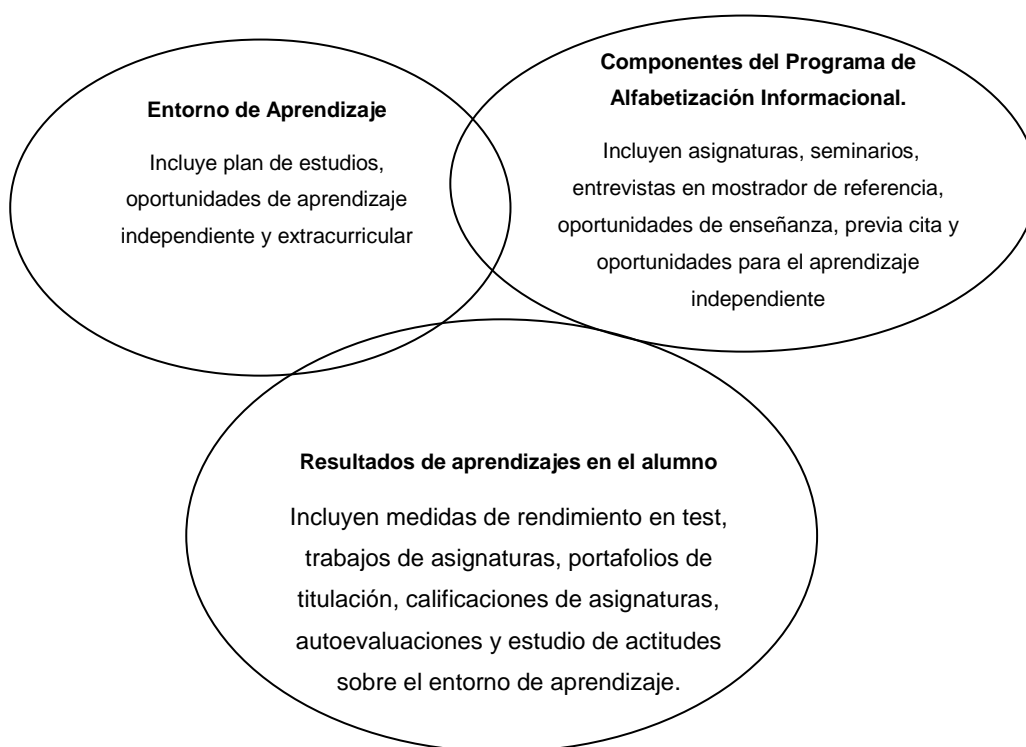 Entorno de Aprendizaje
Incluye plan de estudios,
oportunidades de aprendizaje
independiente y extracurricular
Componentes del Programa de
Alfabetización Informacional.
Incluyen asignaturas, seminarios,
entrevistas en mostrador de referencia,
oportunidades de enseñanza, previa cita y
oportunidades para el aprendizaje
independiente
Resultados de aprendizajes en el alumno
Incluyen medidas de rendimiento en test,
trabajos de asignaturas, portafolios de
titulación, calificaciones de asignaturas,
autoevaluaciones y estudio de actitudes
sobre el entorno de aprendizaje.